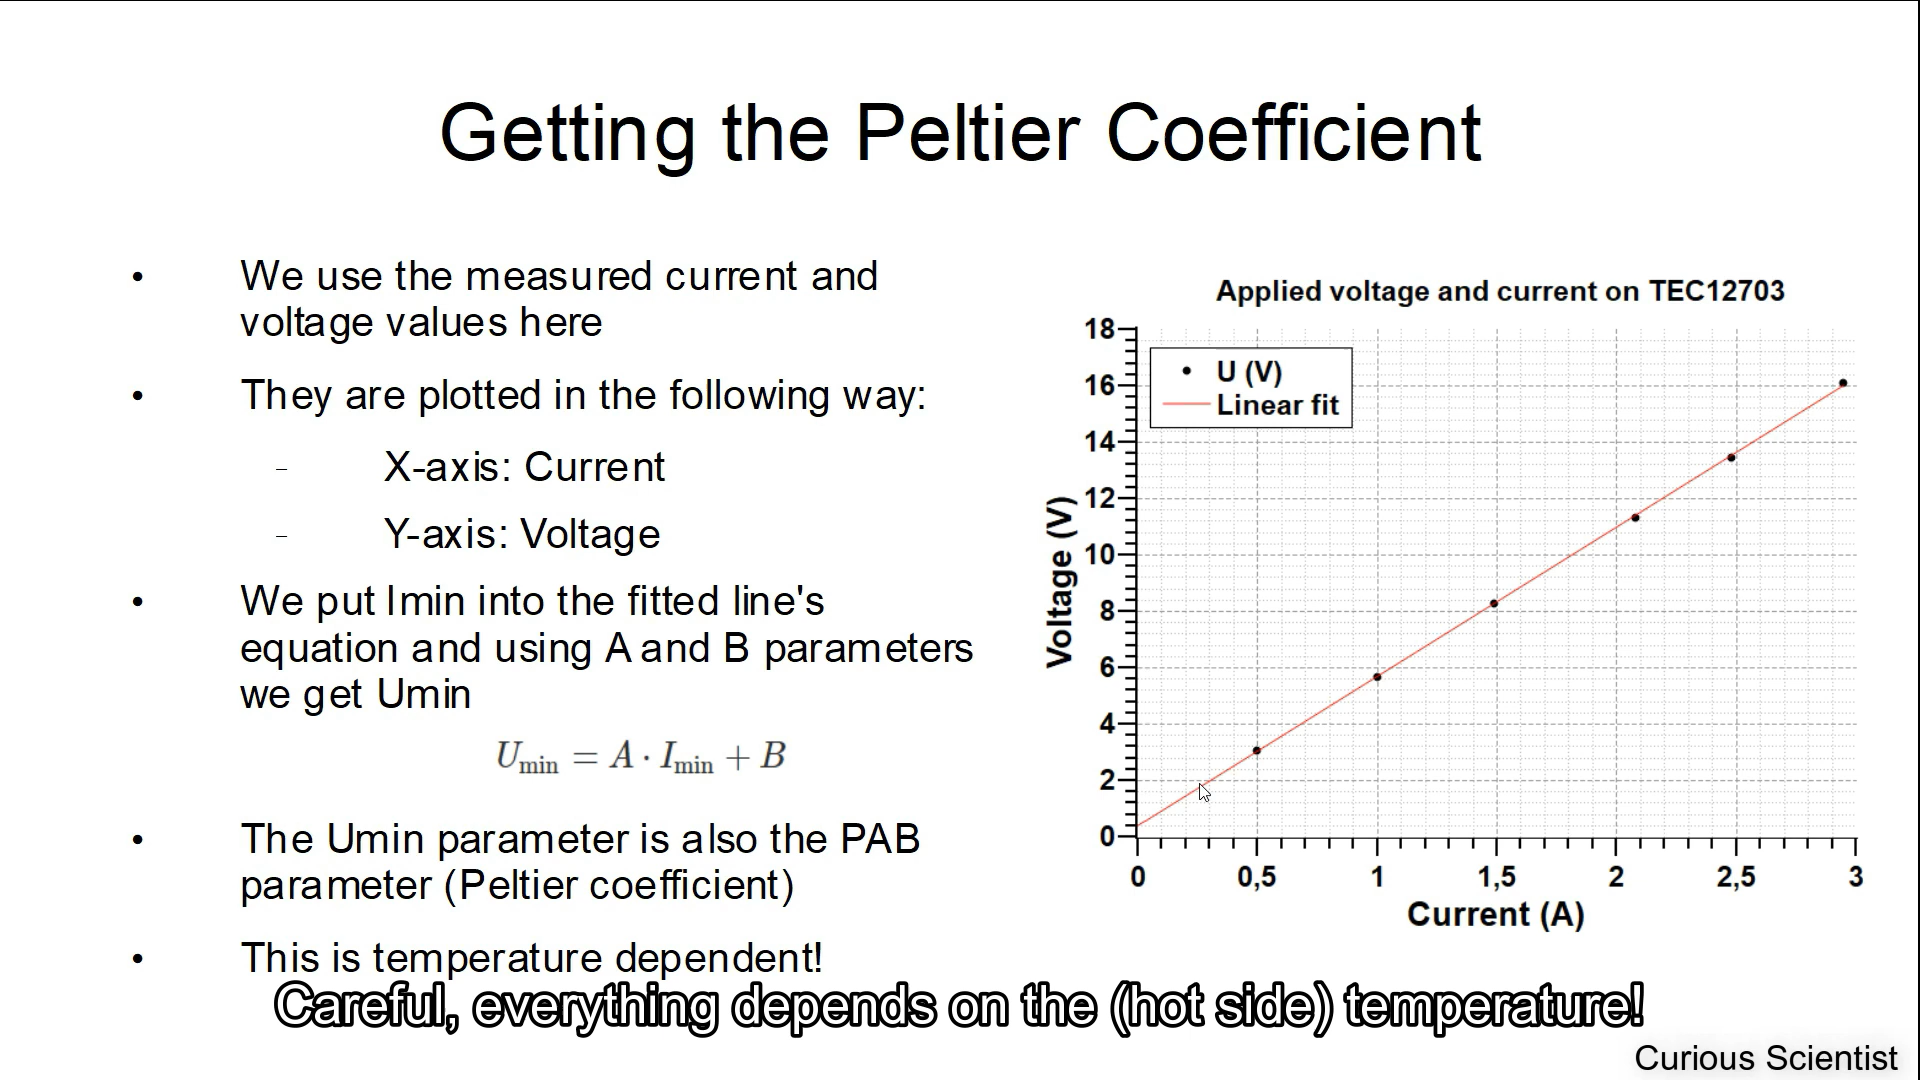 Getting the Peltier Coefficient
• We use the measured current and
voltage values here
• They are plotted in the following way:
– X-axis: Current
– Y-axis: Voltage
• We put Imin into the fitted line's
equation and using A and B parameters
we get Umin
U_min = A · I_min + B
• The Umin parameter is also the PAB
parameter (Peltier coefficient)
• This is temperature dependent!
Applied voltage and current on TEC12703
U (V)
Linear fit
Voltage (V)
18
16
14
12
10
8
6
4
2
0
0 0,5 1 1,5 2 2,5 3
Current (A)
Careful, everything depends on the (hot side) temperature!
Curious Scientist